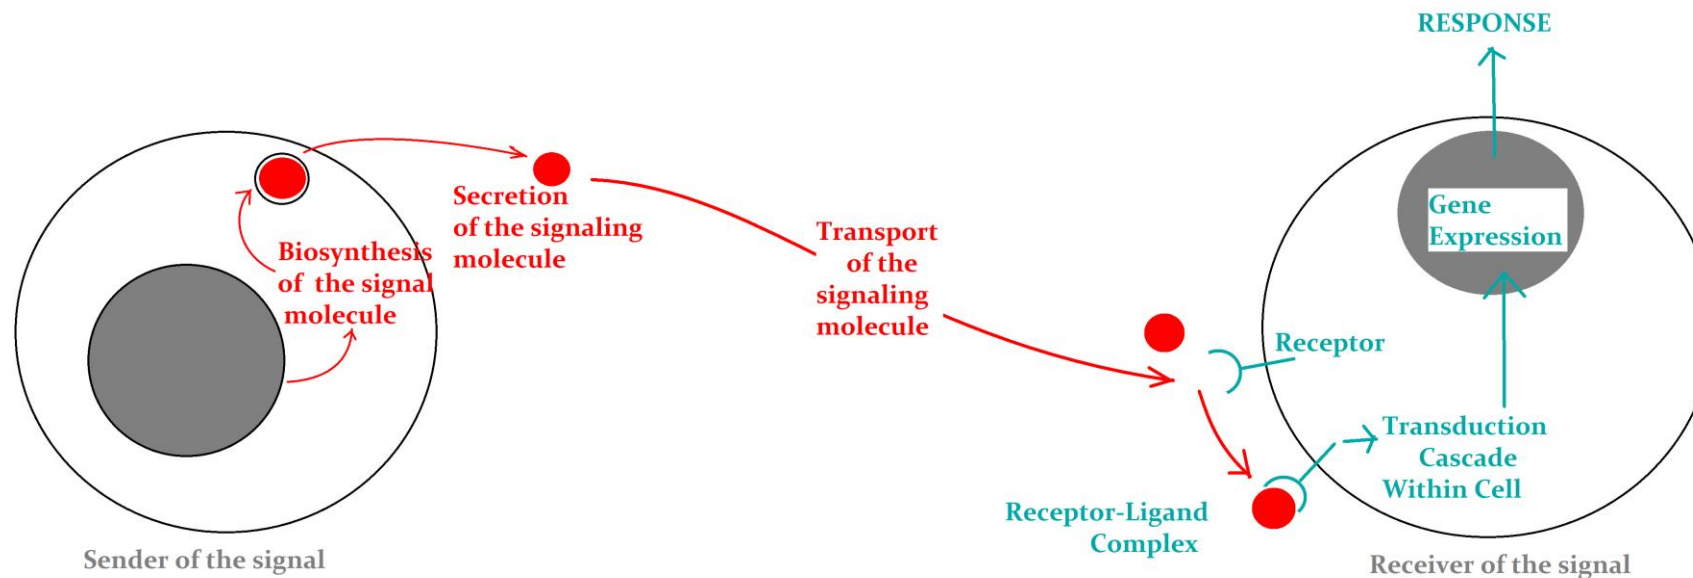 Biosynthesis
of the signal
molecule
Sender of the signal
Secretion
of the signaling
molecule
Transport
of the
signaling
molecule
Receptor
Receptor-Ligand
Complex
Transduction
Cascade
Within Cell
Gene
Expression
RESPONSE
Receiver of the signal